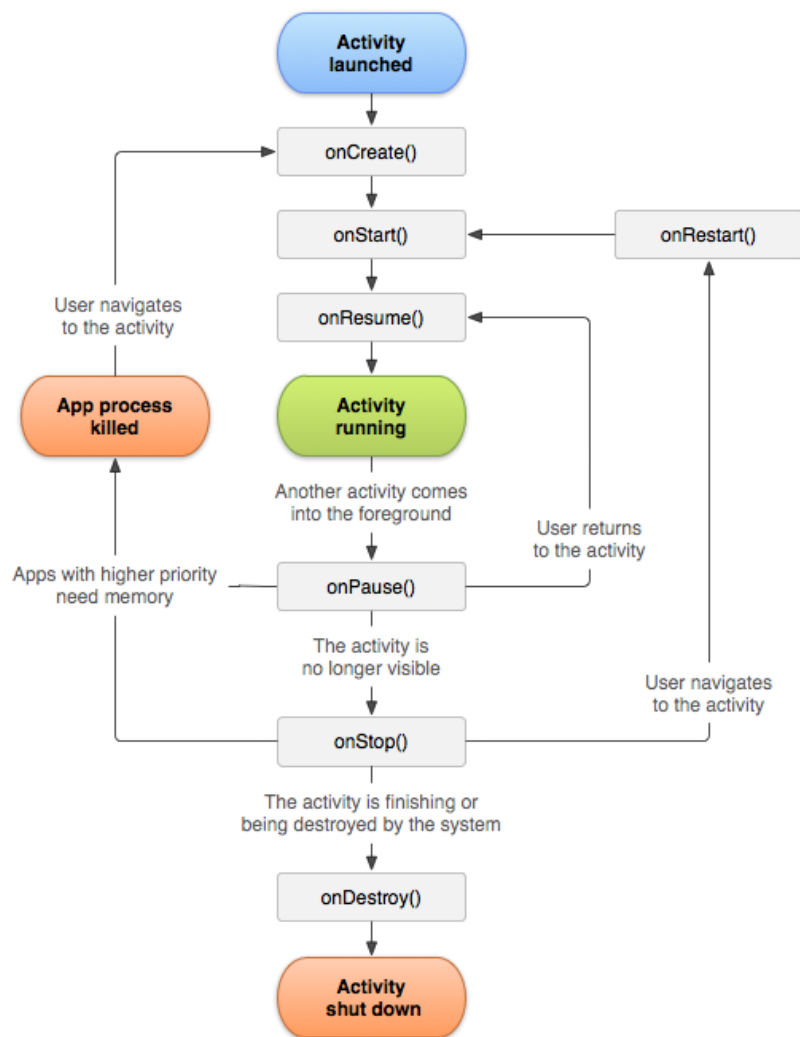 Activity
launched
onCreate()
onStart()
onRestart()
onResume()
User navigates
to the activity
App process
killed
Activity
running
Another activity comes
into the foreground
User returns
to the activity
Apps with higher priority
need memory
onPause()
The activity is
no longer visible
User navigates
to the activity
onStop()
The activity is finishing or
being destroyed by the system
onDestroy()
Activity
shut down